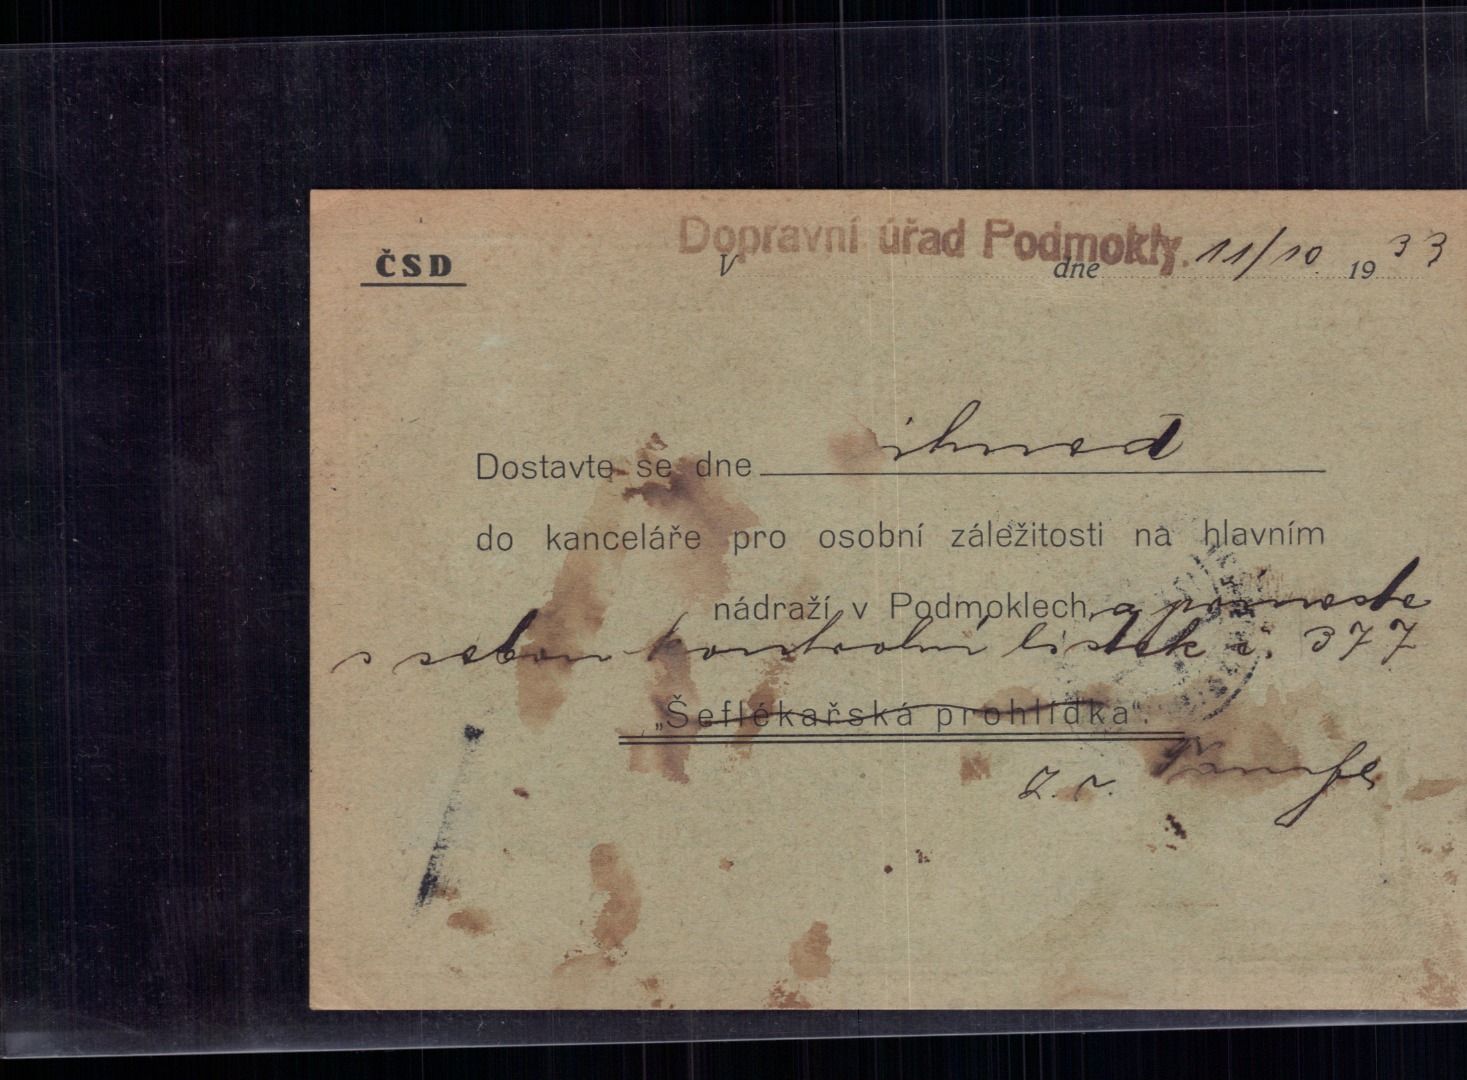 Dopravní úřad Podmokly.
ČSD
V dne 11/10 1933
Dostavte se dne ihned
do kanceláře pro osobní záležitosti na hlavním
nádraží v Podmoklech, a
s sebou kontrolní lístek č. 377
„Šeflékařská prohlídka“.